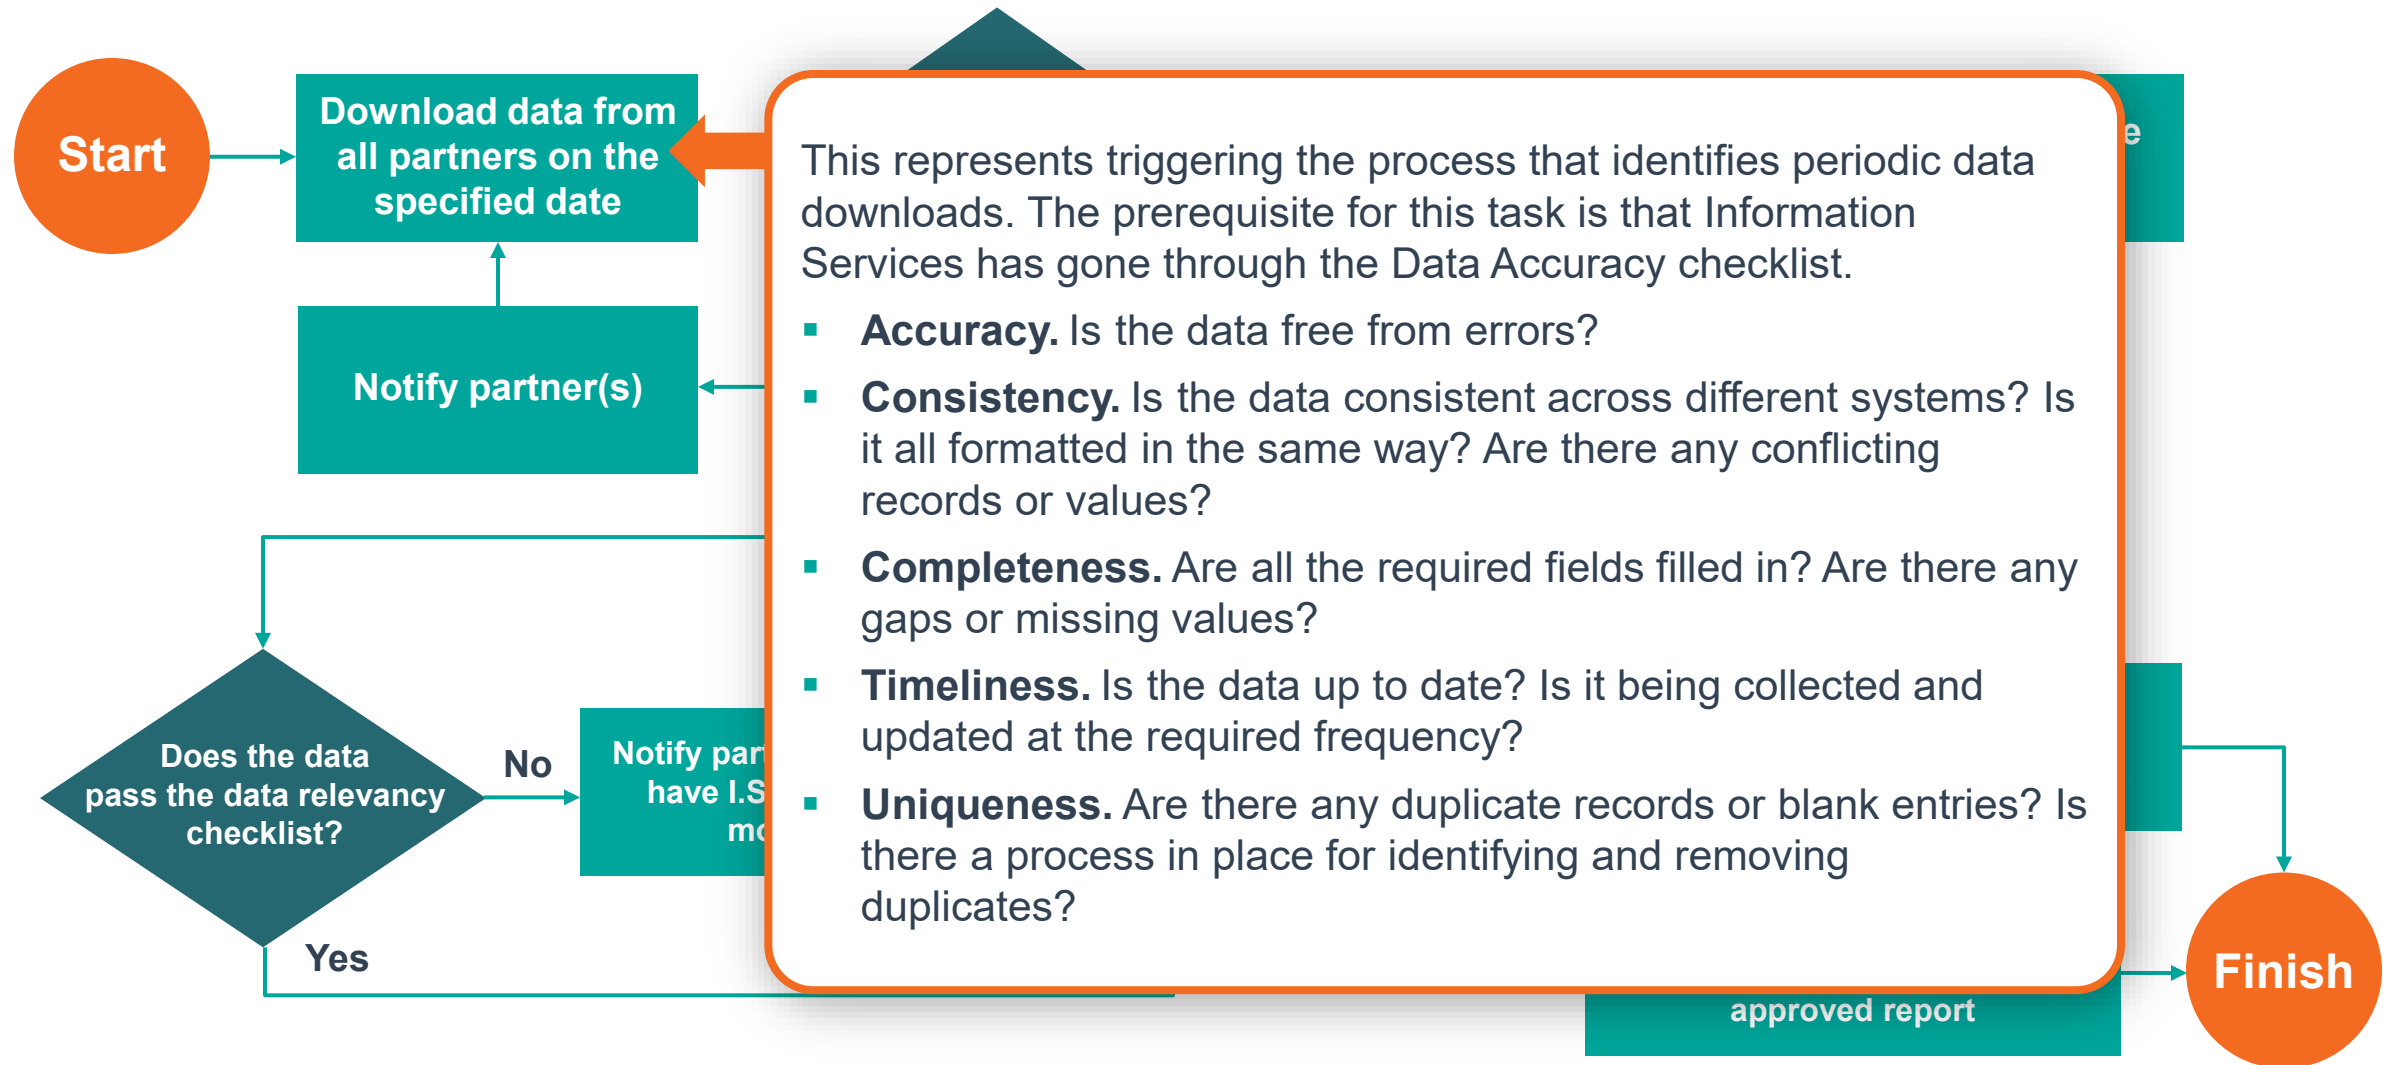 Start
Download data from
all partners on the
specified date
Notify partner(s)
This represents triggering the process that identifies periodic data
downloads. The prerequisite for this task is that Information
Services has gone through the Data Accuracy checklist.
▪ Accuracy. Is the data free from errors?
▪ Consistency. Is the data consistent across different systems? Is
it all formatted in the same way? Are there any conflicting
records or values?
▪ Completeness. Are all the required fields filled in? Are there any
gaps or missing values?
▪ Timeliness. Is the data up to date? Is it being collected and
updated at the required frequency?
▪ Uniqueness. Are there any duplicate records or blank entries? Is
there a process in place for identifying and removing
duplicates?
Does the data
pass the data relevancy
checklist?
No
Notify
have
Yes
approved report
Finish